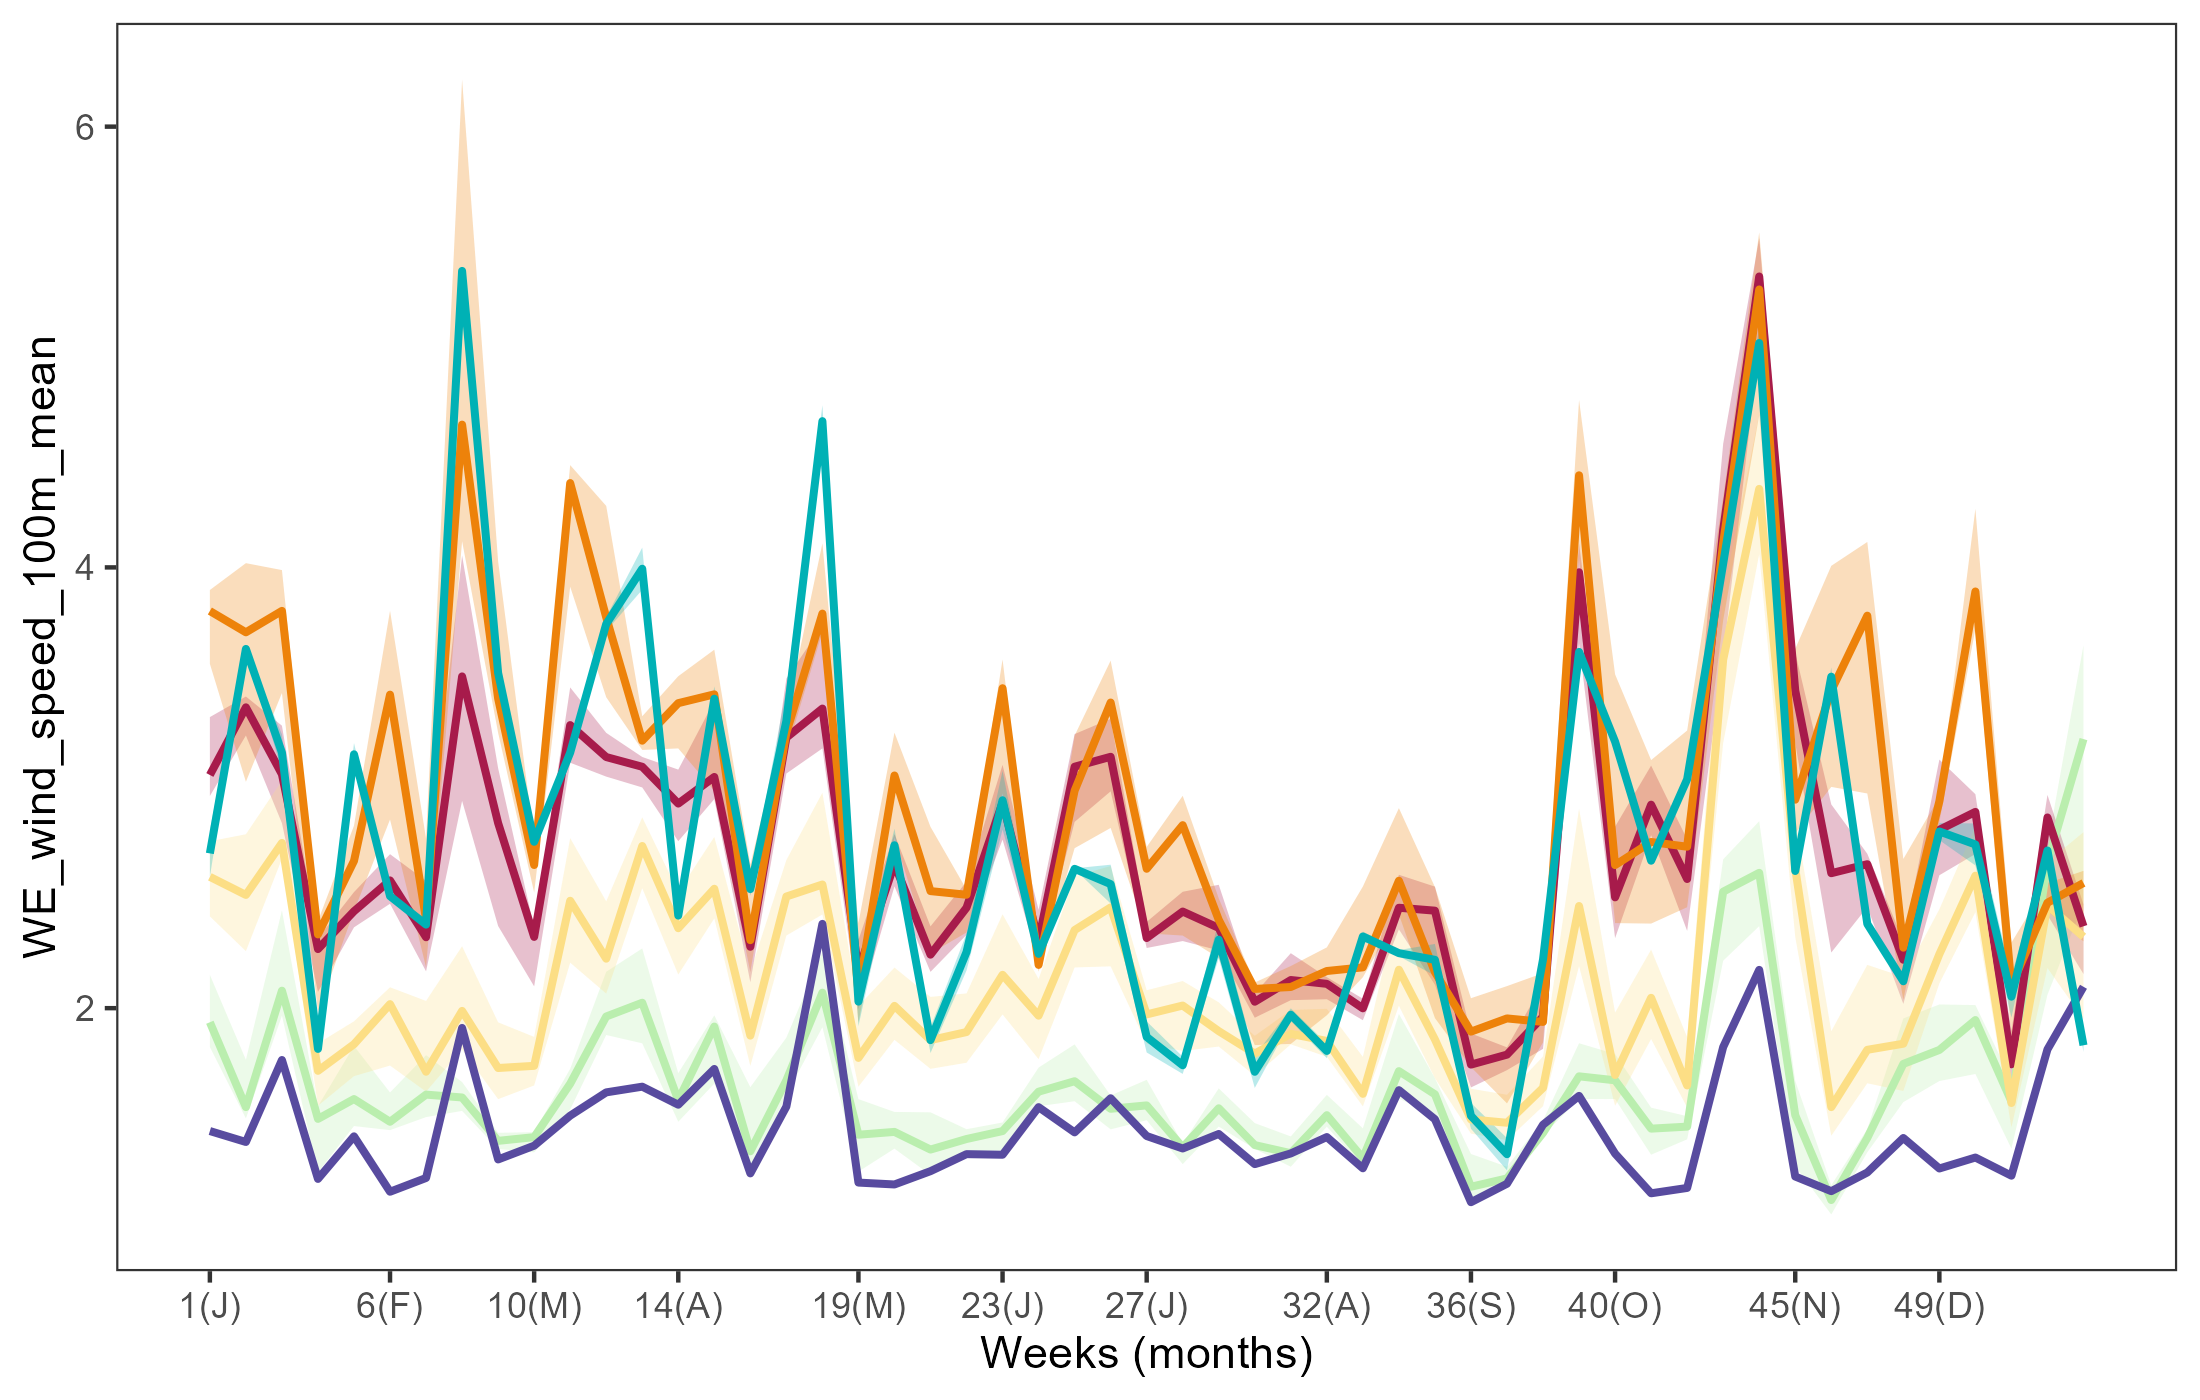 WE_wind_speed_100m_mean
6
4
2
1(J) 6(F) 10(M) 14(A) 19(M) 23(J) 27(J) 32(A) 36(S) 40(O) 45(N) 49(D)
Weeks (months)